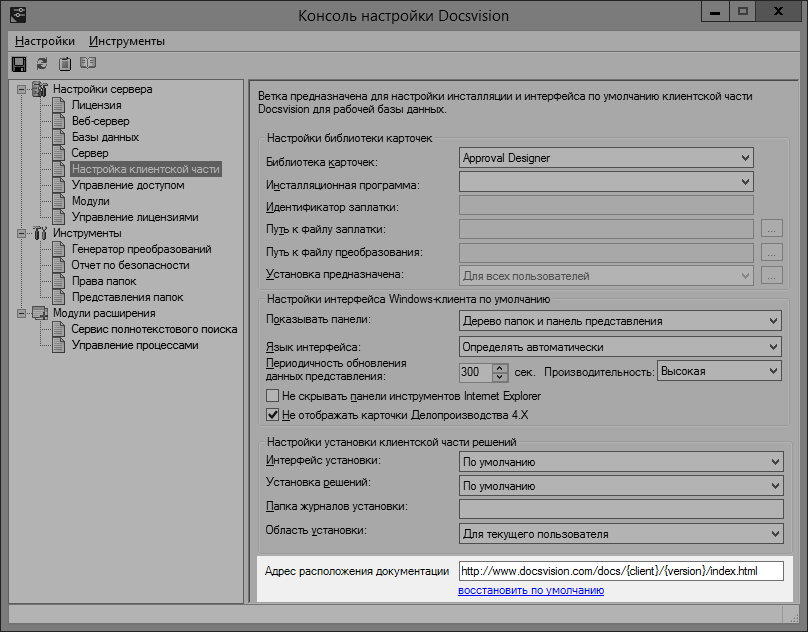 Консоль настройки Docsvision
Настройки Инструменты
Настройки сервера
Лицензия
Веб-сервер
Базы данных
Сервер
Настройка клиентской части
Управление доступом
Модули
Управление лицензиями
Инструменты
Генератор преобразований
Отчет по безопасности
Права папок
Представления папок
Модули расширения
Сервис полнотекстового поиска
Управление процессами
Ветка предназначена для настройки инсталляции и интерфейса по умолчанию клиентской части
Docsvision для рабочей базы данных.
Настройки библиотеки карточек
Библиотека карточек: Approval Designer
Инсталляционная программа:
Идентификатор заплатки:
Путь к файлу заплатки: ...
Путь к файлу преобразования: ...
Установка предназначена: Для всех пользователей ...
Настройки интерфейса Windows-клиента по умолчанию
Показывать панели: Дерево папок и панель представления
Язык интерфейса: Определять автоматически
Периодичность обновления
данных представления: 300 сек. Производительность: Высокая
Не скрывать панели инструментов Internet Explorer
Не отображать карточки Делопроизводства 4.X
Настройки установки клиентской части решений
Интерфейс установки: По умолчанию
Установка решений: По умолчанию
Папка журналов установки:
Область установки: Для текущего пользователя
Адрес расположения документации http://www.docsvision.com/docs/{client}/{version}/index.html
восстановить по умолчанию